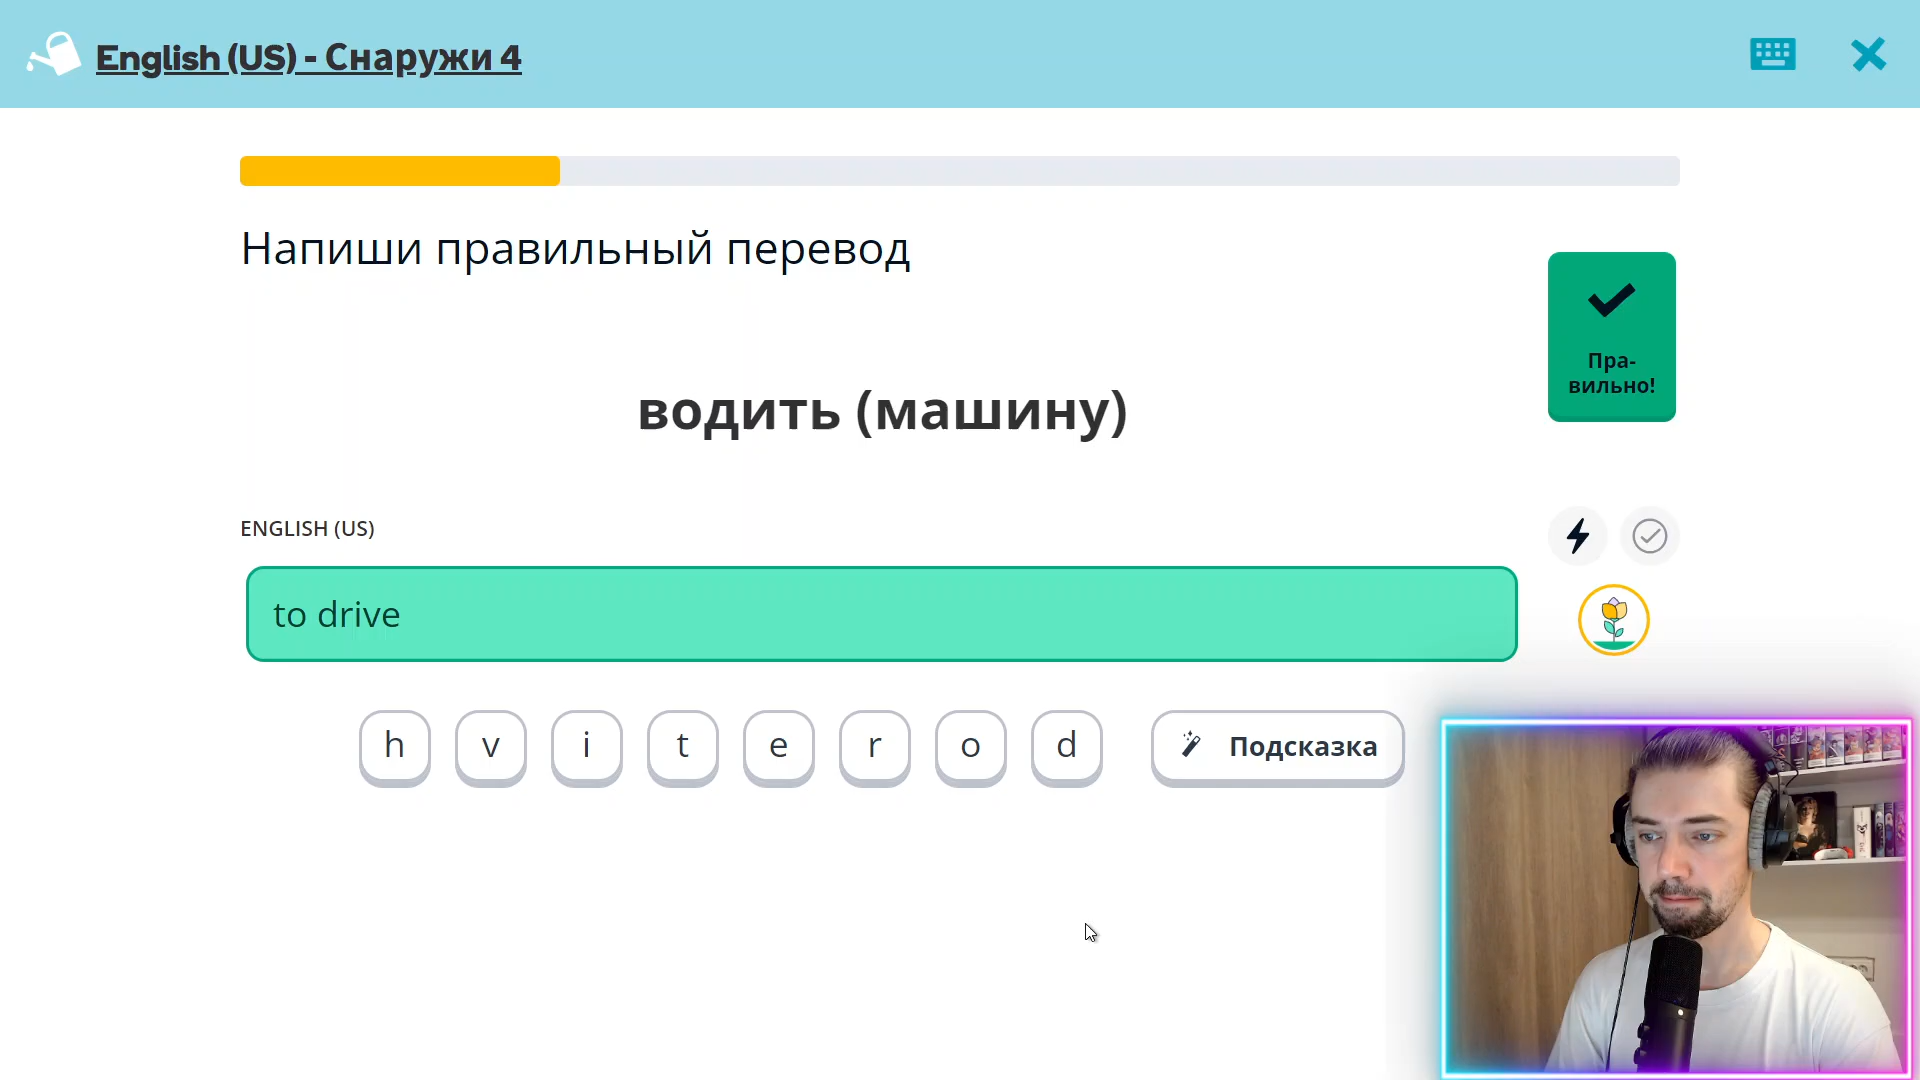 English (US) - Снаружи 4
Напиши правильный перевод
Пра-
вильно!
водить (машину)
ENGLISH (US)
to drive
h v i t e r o d Подсказка